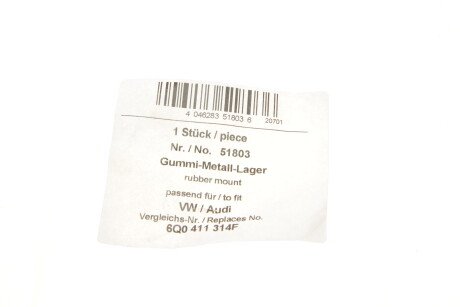 4 046283 51803 6 20701
1 Stück / piece
Nr. / No. 51803
Gummi-Metall-Lager
rubber mount
passend für / to fit
VW / Audi
Vergleichs-Nr. / Replaces No.
6Q0 411 314F